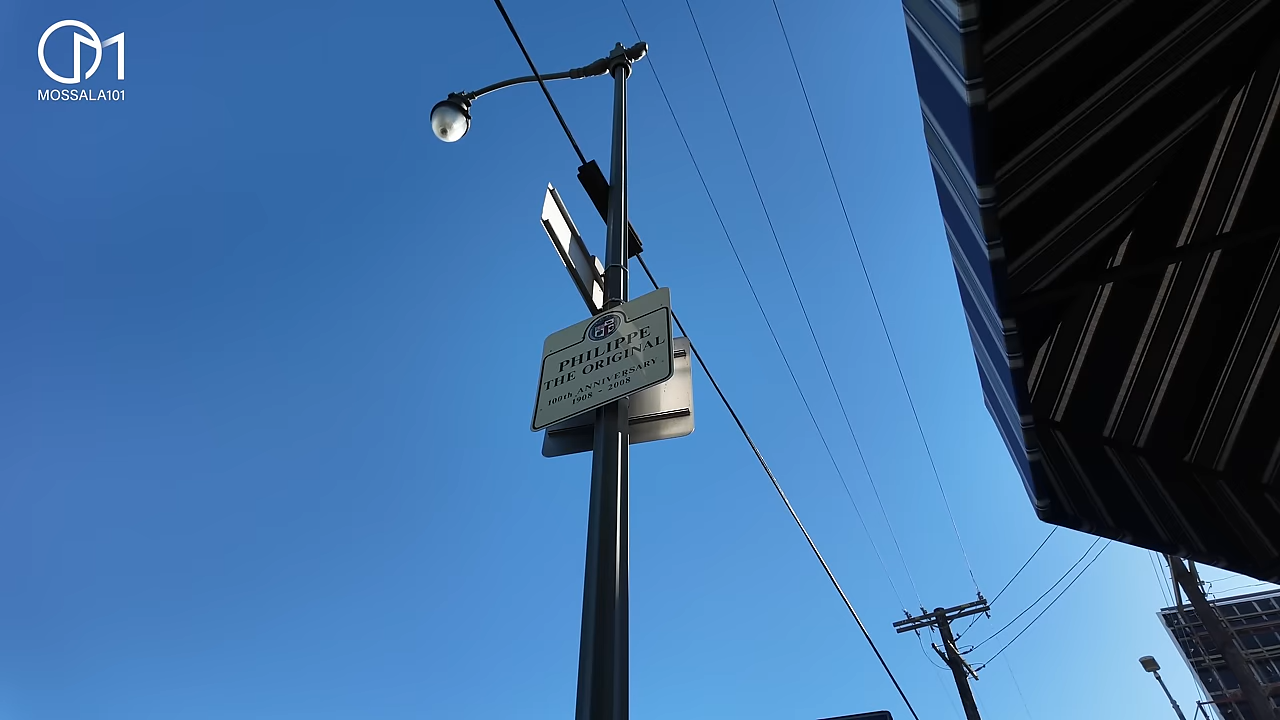 MOSSALA101
PHILIPPE
THE ORIGINAL
100th ANNIVERSARY
1908 - 2008